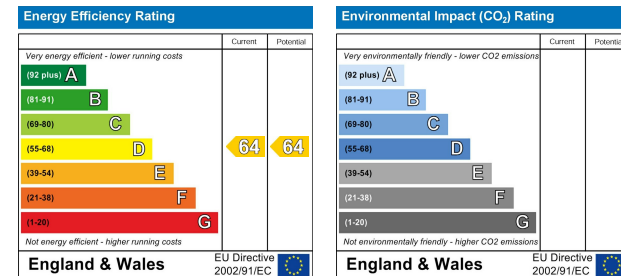 Energy Efficiency Rating
Current Potential
Very energy efficient - lower running costs
(92 plus) A
(81-91) B
(69-80) C
(55-68) D 64 64
(39-54) E
(21-38) F
(1-20) G
Not energy efficient - higher running costs
England & Wales
EU Directive
2002/91/EC
Environmental Impact (CO₂) Rating
Current Potentia
Very environmentally friendly - lower CO2 emissions
(92 plus) A
(81-91) B
(69-80) C
(55-68) D
(39-54) E
(21-38) F
(1-20) G
Not environmentally friendly - higher CO2 emissions
England & Wales
EU Directive
2002/91/EC